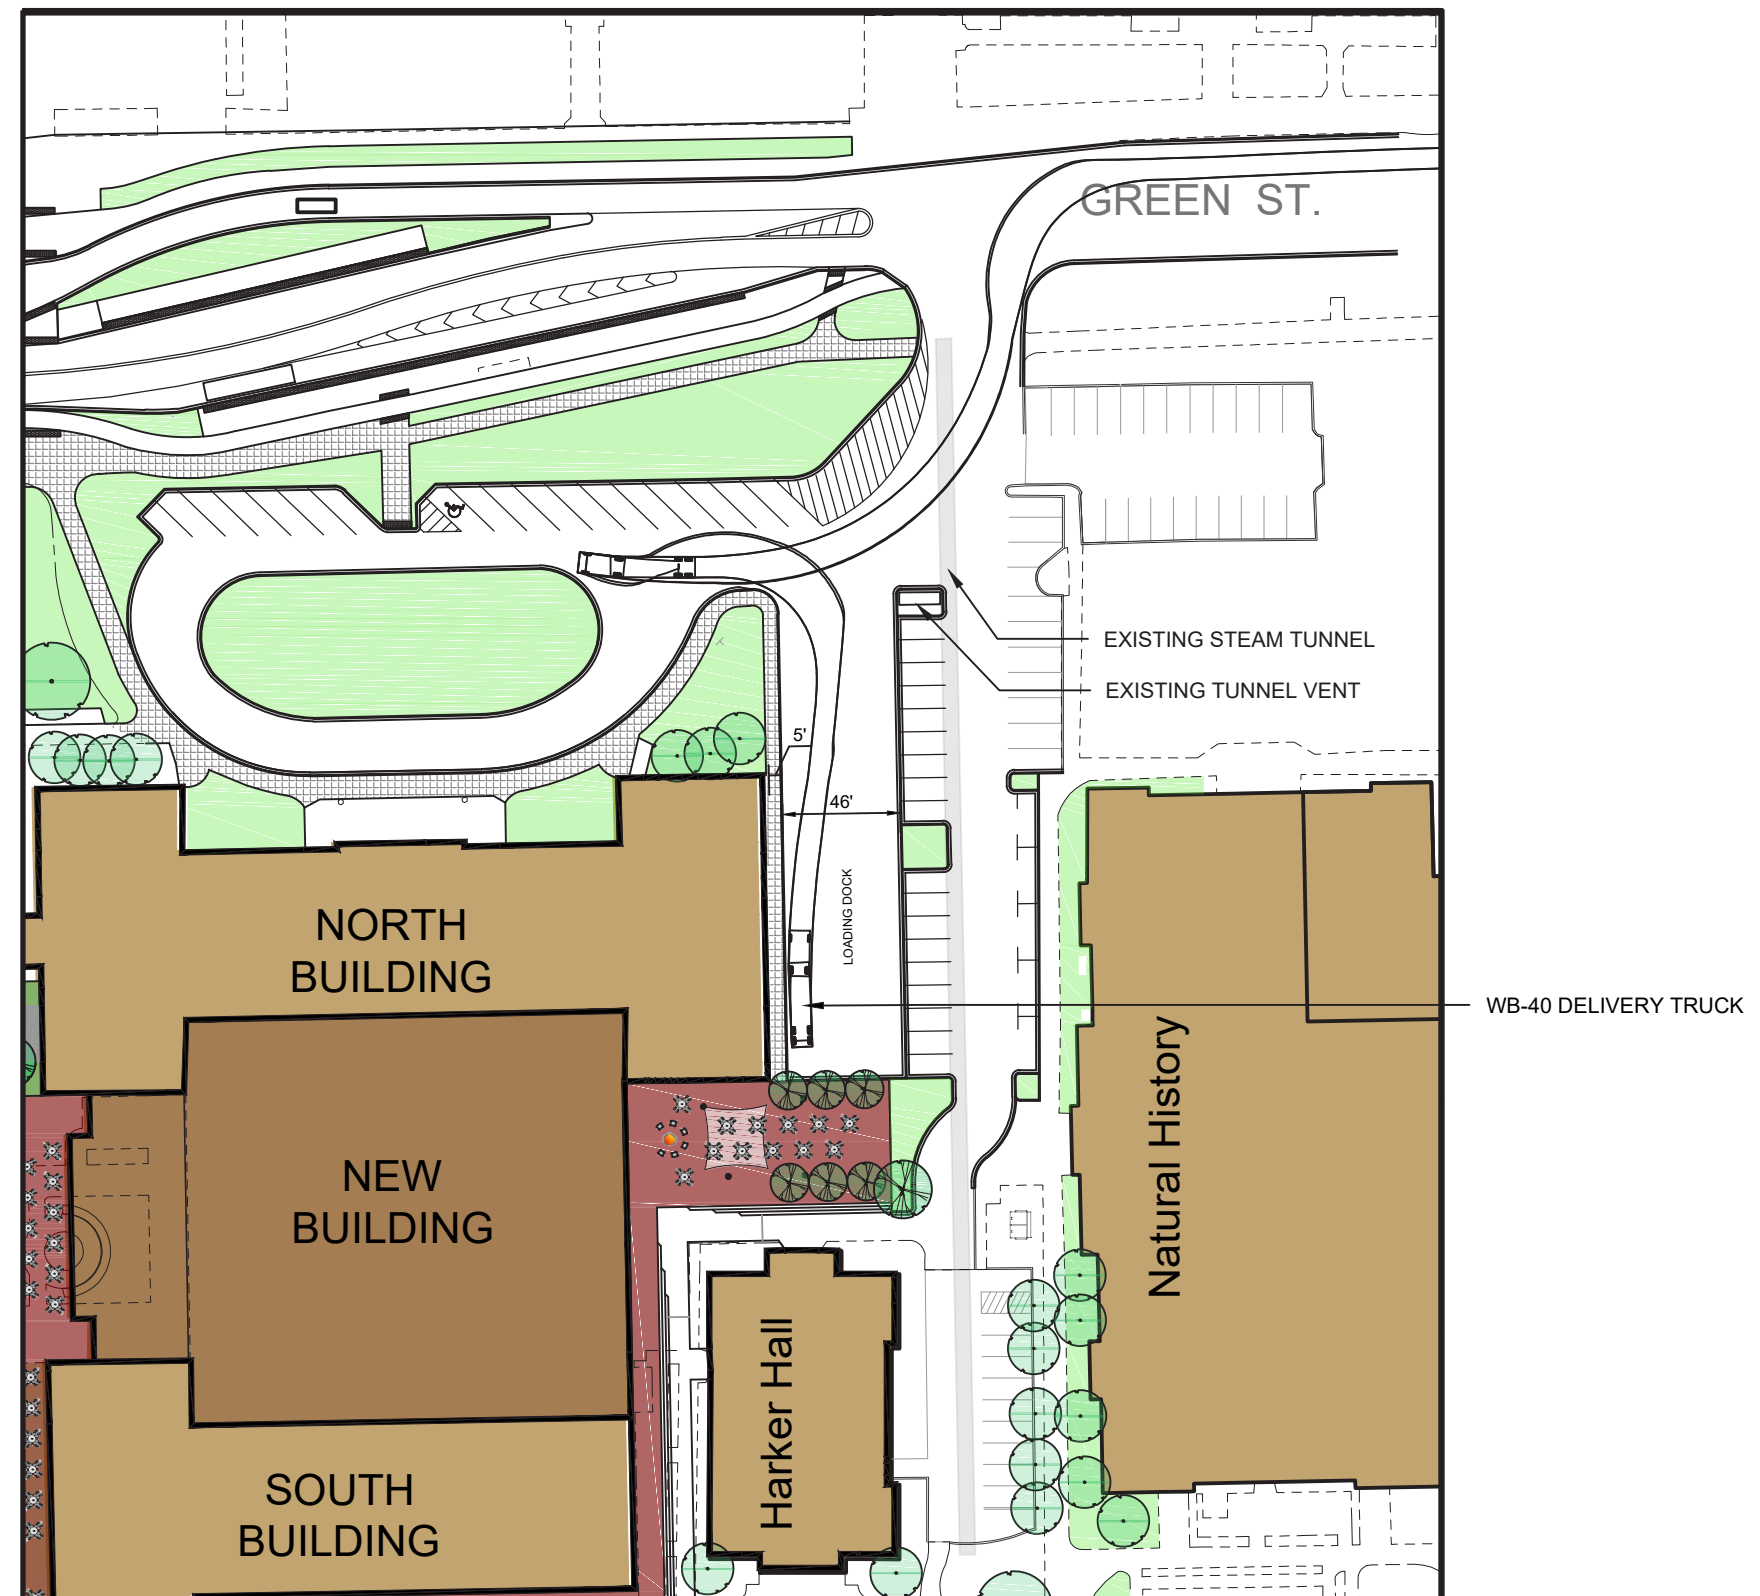 GREEN ST.
EXISTING STEAM TUNNEL
EXISTING TUNNEL VENT
5'
46'
LOADING DOCK
NORTH
BUILDING
WB-40 DELIVERY TRUCK
Natural History
NEW
BUILDING
Harker Hall
SOUTH
BUILDING